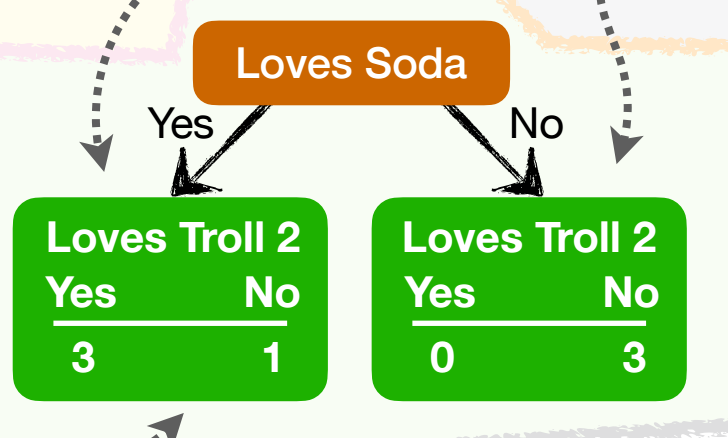 Loves Soda
Yes No
Loves Troll 2
Yes No
3 1
Loves Troll 2
Yes No
0 3